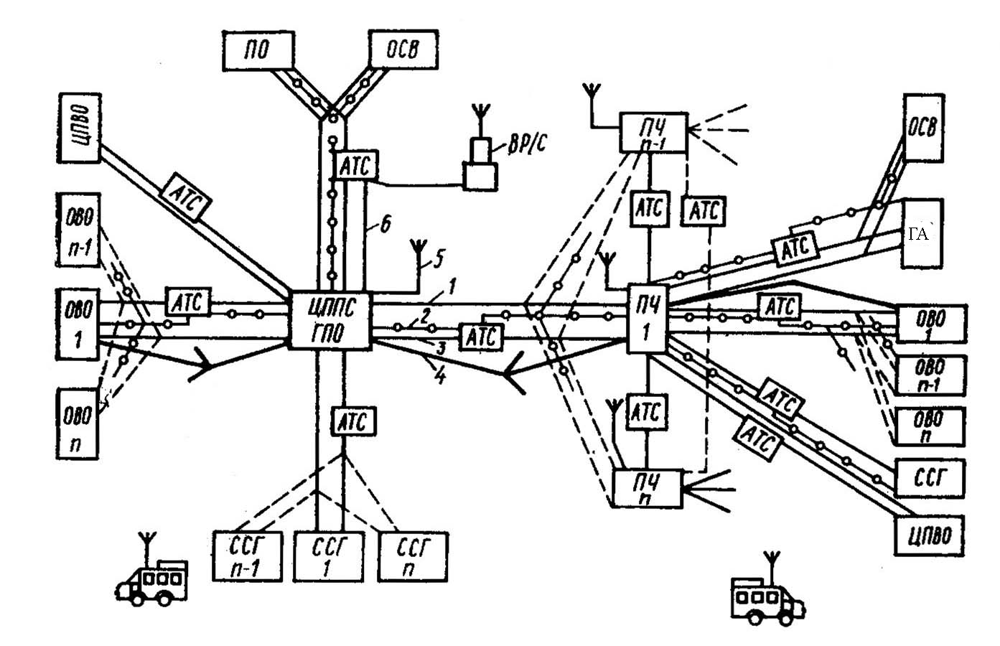 ПО
ОСВ
ЦПВО
АТС
ВР/С
АТС
ОВО
n-1
6
5
ОВО
1
АТС
ЦППС
ГПО
1
2
АТС
3
4
ОВО
n
АТС
ССГ
n-1
ССГ
1
ССГ
n
ПЧ
n-1
АТС
АТС
ОСВ
ГА
АТС
ПЧ
1
АТС
ОВО
1
ОВО
n-1
АТС
АТС
АТС
ОВО
n
ПЧ
n
ССГ
ЦПВО